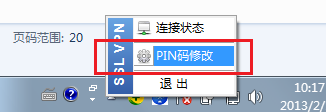 页码范围: 20
SSL VPN
连接状态
PIN码修改
退 出
10:17
2013/2/